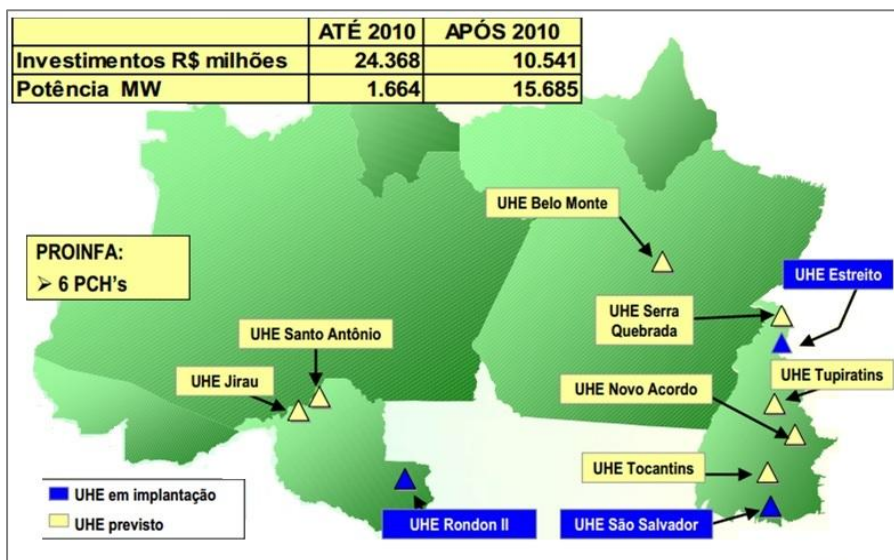 ATÉ 2010 APÓS 2010
Investimentos R$ milhões 24.368 10.541
Potência MW 1.664 15.685
UHE Belo Monte
PROINFA:
➢ 6 PCH's
UHE Estreito
UHE Serra
Quebrada
UHE Santo Antônio
UHE Jirau
UHE Tupiratins
UHE Novo Acordo
UHE Tocantins
UHE em implantação
UHE previsto
UHE Rondon II
UHE São Salvador